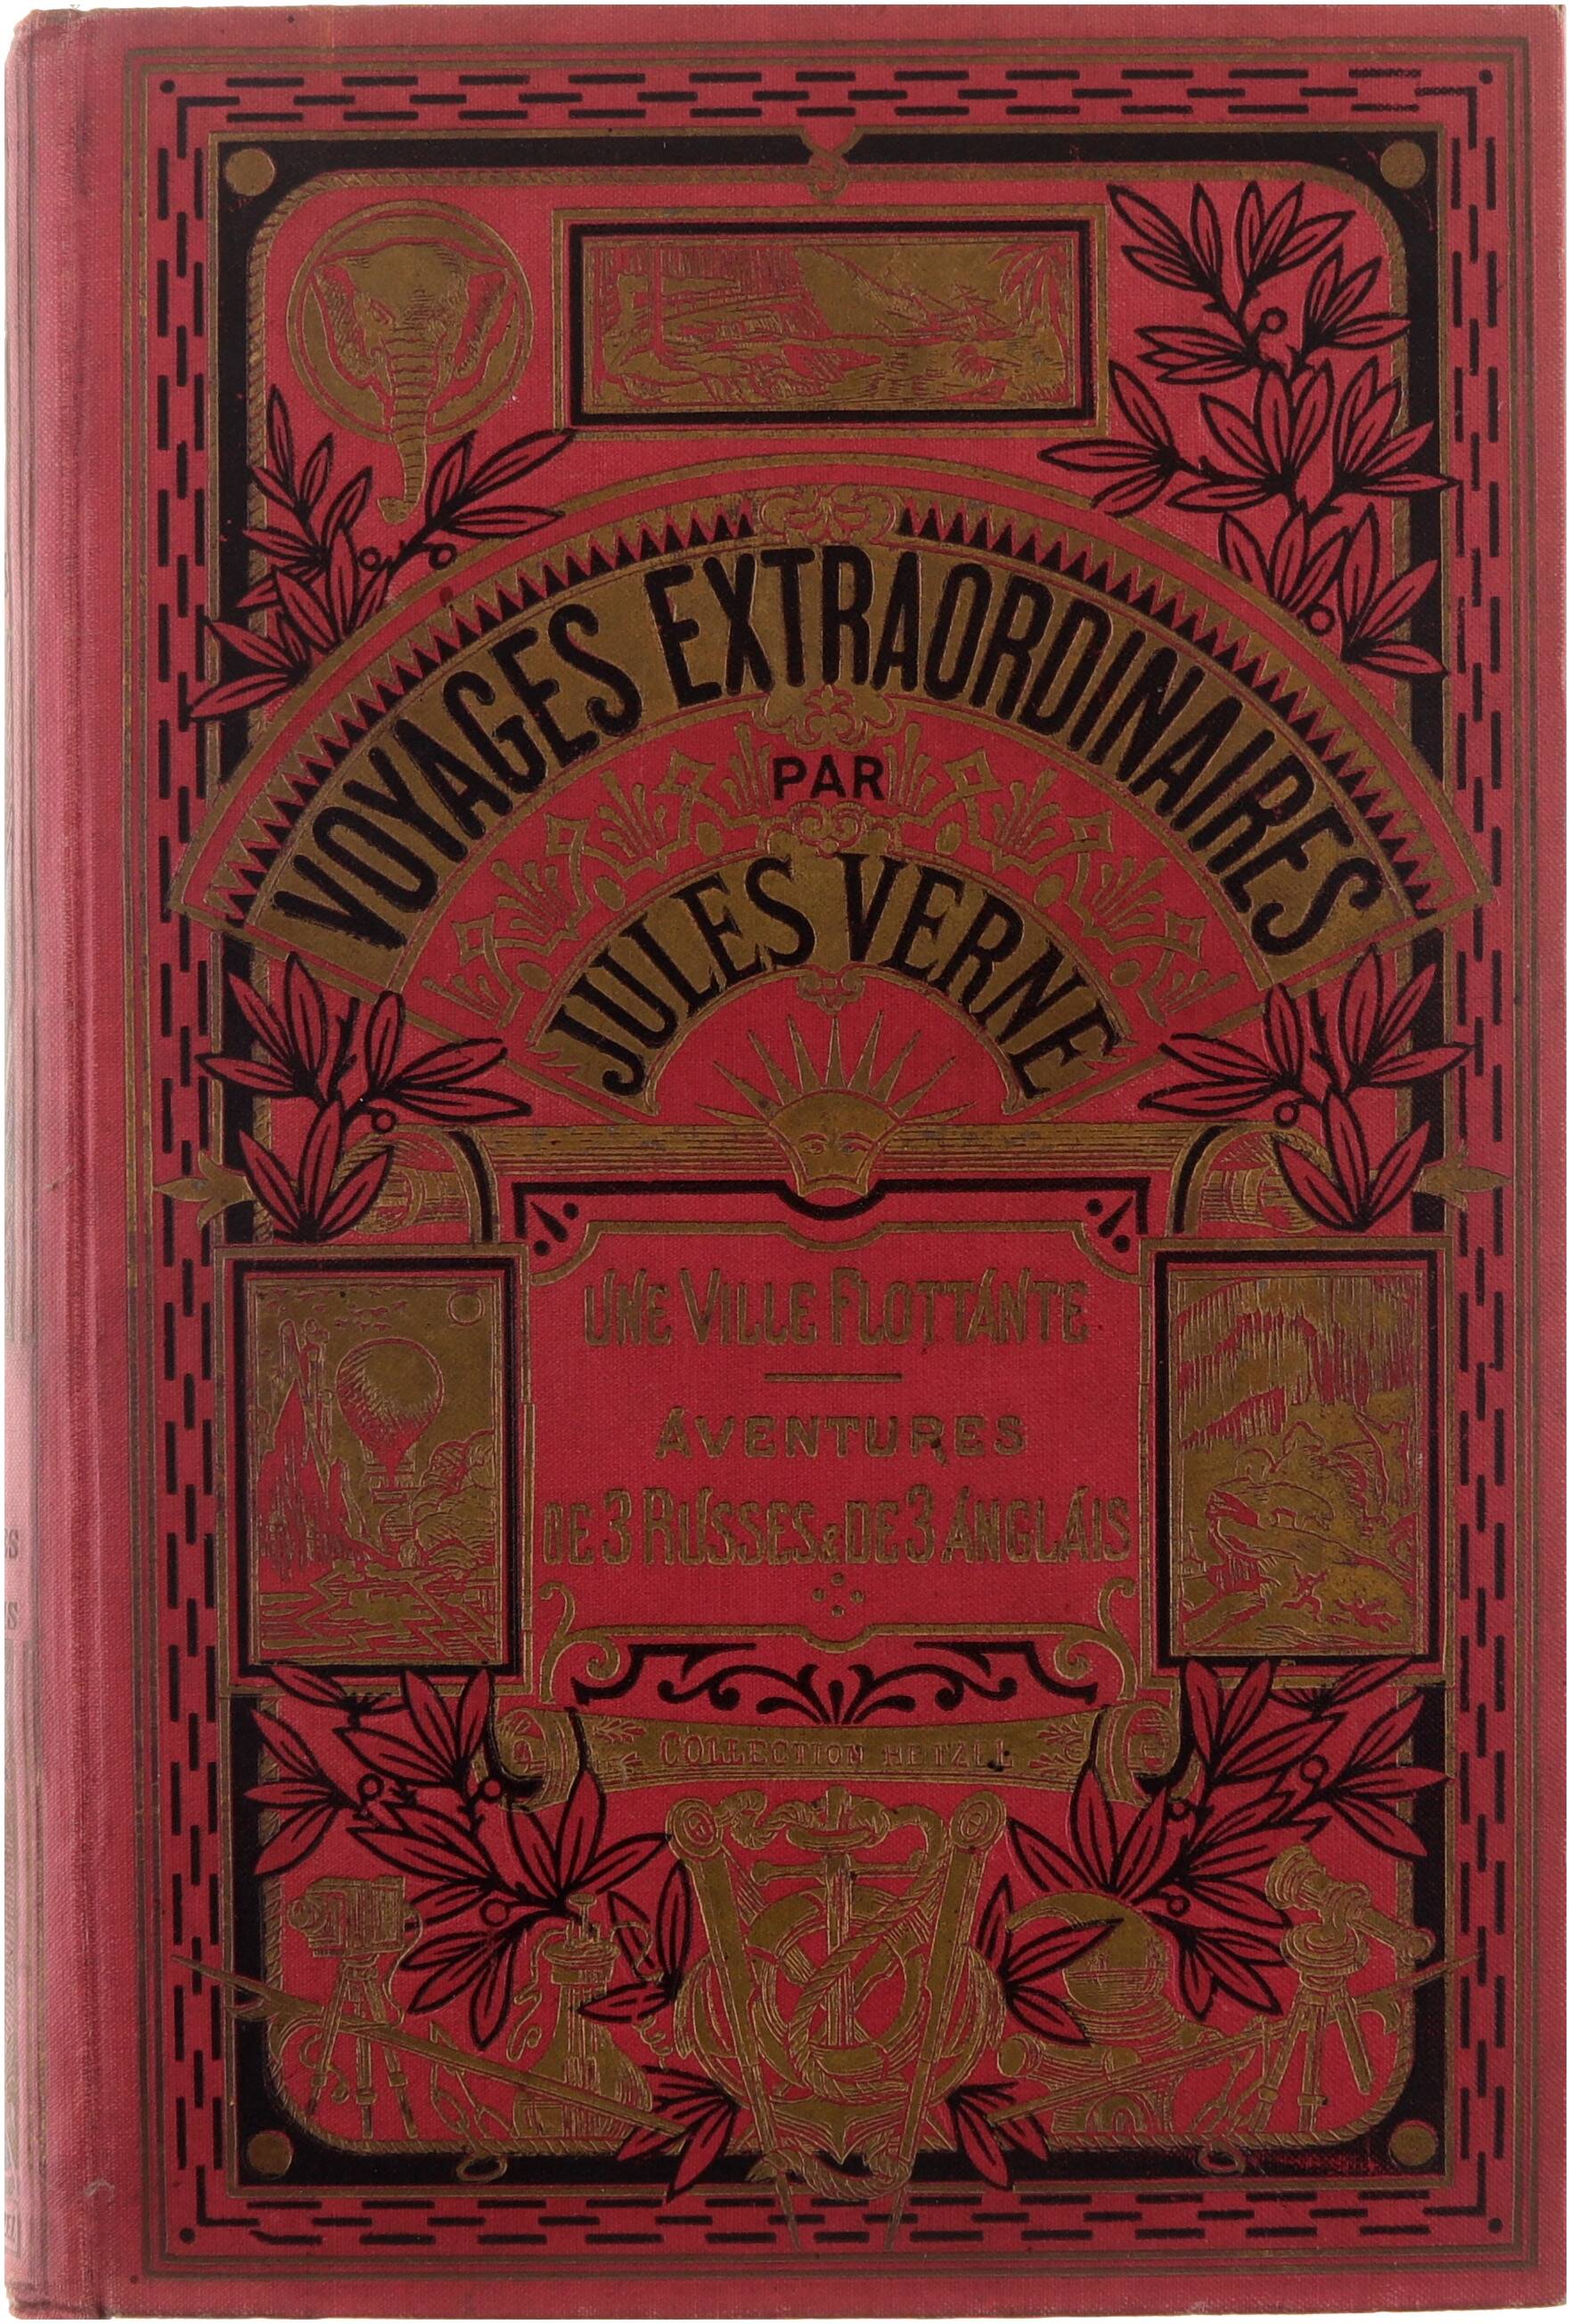 VOYAGES EXTRAORDINAIRES
PAR
JULES VERNE
UNE VILLE FLOTTANTE
AVENTURES
DE 3 RUSSES & DE 3 ANGLAIS
COLLECTION HETZEL